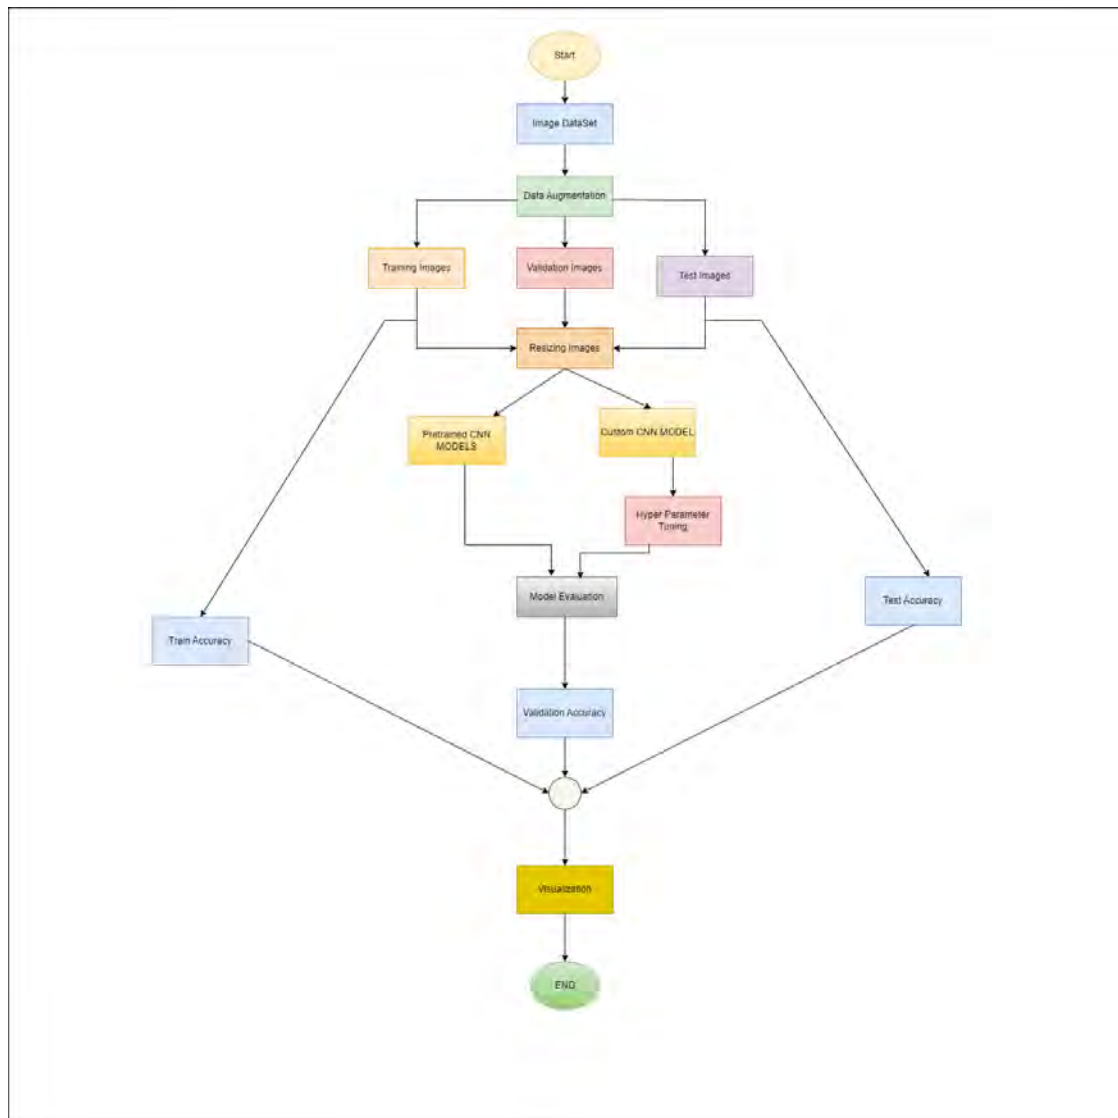 Start
Image DataSet
Data Augmentation
Training Images
Validation Images
Test Images
Resizing Images
Pretrained CNN
MODELS
Custom CNN MODEL
Hyper Parameter
Tuning
Model Evaluation
Test Accuracy
Train Accuracy
Validation Accuracy
Visualization
END